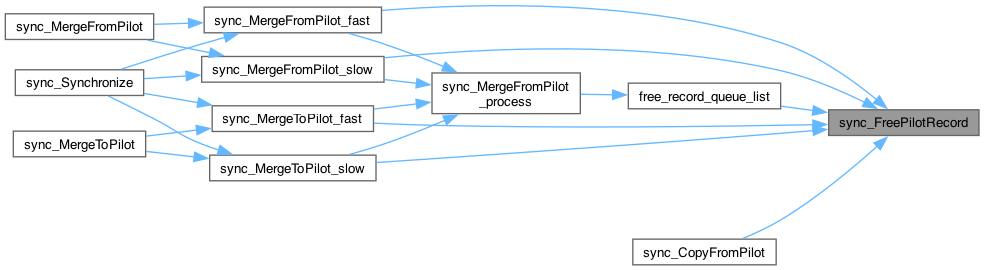 sync_MergeFromPilot
sync_Synchronize
sync_MergeToPilot
sync_MergeFromPilot_fast
sync_MergeFromPilot_slow
sync_MergeToPilot_fast
sync_MergeToPilot_slow
sync_MergeFromPilot
_process
free_record_queue_list
sync_CopyFromPilot
sync_FreePilotRecord